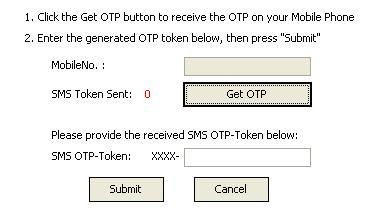 1. Click the Get OTP button to receive the OTP on your Mobile Phone
2. Enter the generated OTP token below, then press "Submit"
MobileNo. :
SMS Token Sent: 0 Get OTP
Please provide the received SMS OTP-Token below:
SMS OTP-Token: XXXX-
Submit Cancel